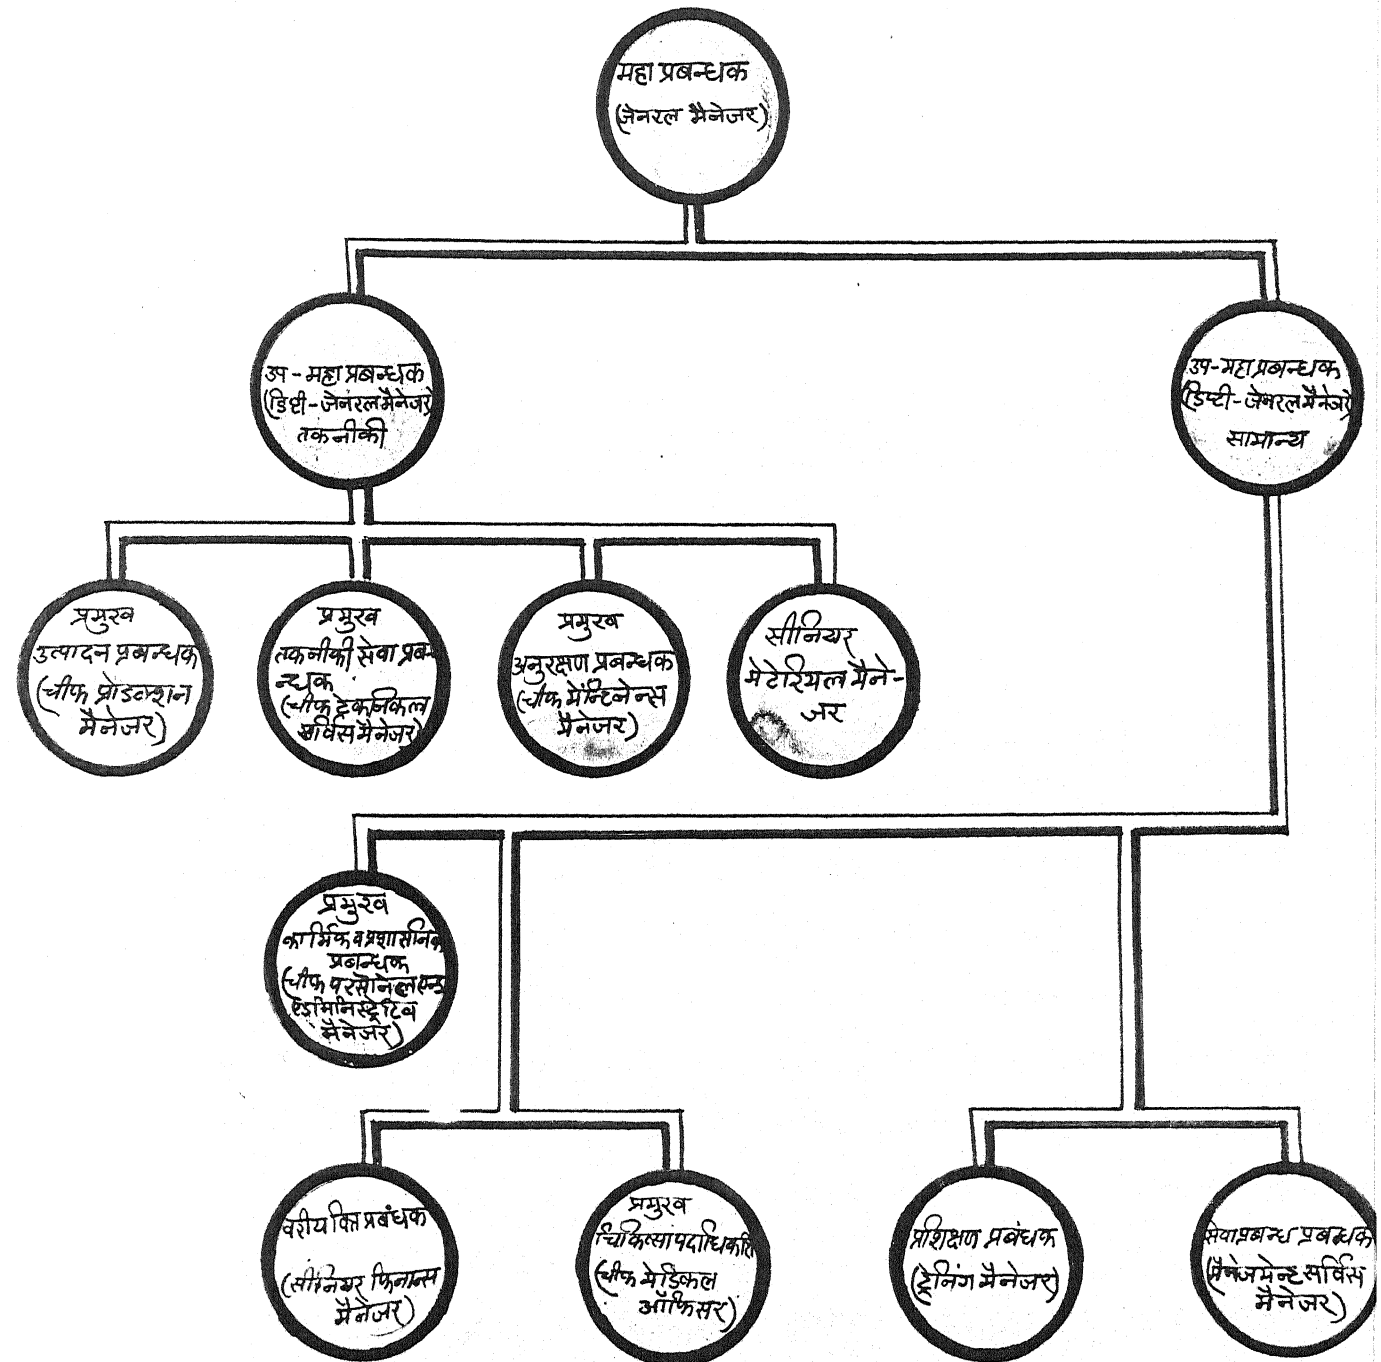 महा प्रबन्धक
(जेनरल मैनेजर)
उप-महा प्रबन्धक
(डिप्टी-जेनरल मैनेजर)
तकनीकी
उप-महा प्रबन्धक
(डिप्टी-जेनरल मैनेजर)
सामान्य
प्रमुख
उत्पादन प्रबन्धक
(चीफ प्रोडक्शन
मैनेजर)
प्रमुख
तकनीकी सेवा प्रब-
न्धक
(चीफ टेकनिकल
सर्विस मैनेजर)
प्रमुख
अनुरक्षण प्रबन्धक
(चीफ मेन्टिनेन्स
मैनेजर)
सीनियर
मेटेरियल मैने-
जर
प्रमुख
कार्मिक व प्रशासनिक
प्रबन्धक
(चीफ परसोनेल एन्ड
एडमिनिस्ट्रेटिव
मैनेजर)
वरीय वित्त प्रबंधक
(सीनियर फिनान्स
मैनेजर)
प्रमुख
चिकित्सा पदाधिकारी
(चीफ मेडिकल
ऑफिसर)
प्रशिक्षण प्रबंधक
(ट्रेनिंग मैनेजर)
सेवा प्रबन्ध प्रबन्धक
(मैनेजमेन्ट सर्विस
मैनेजर)